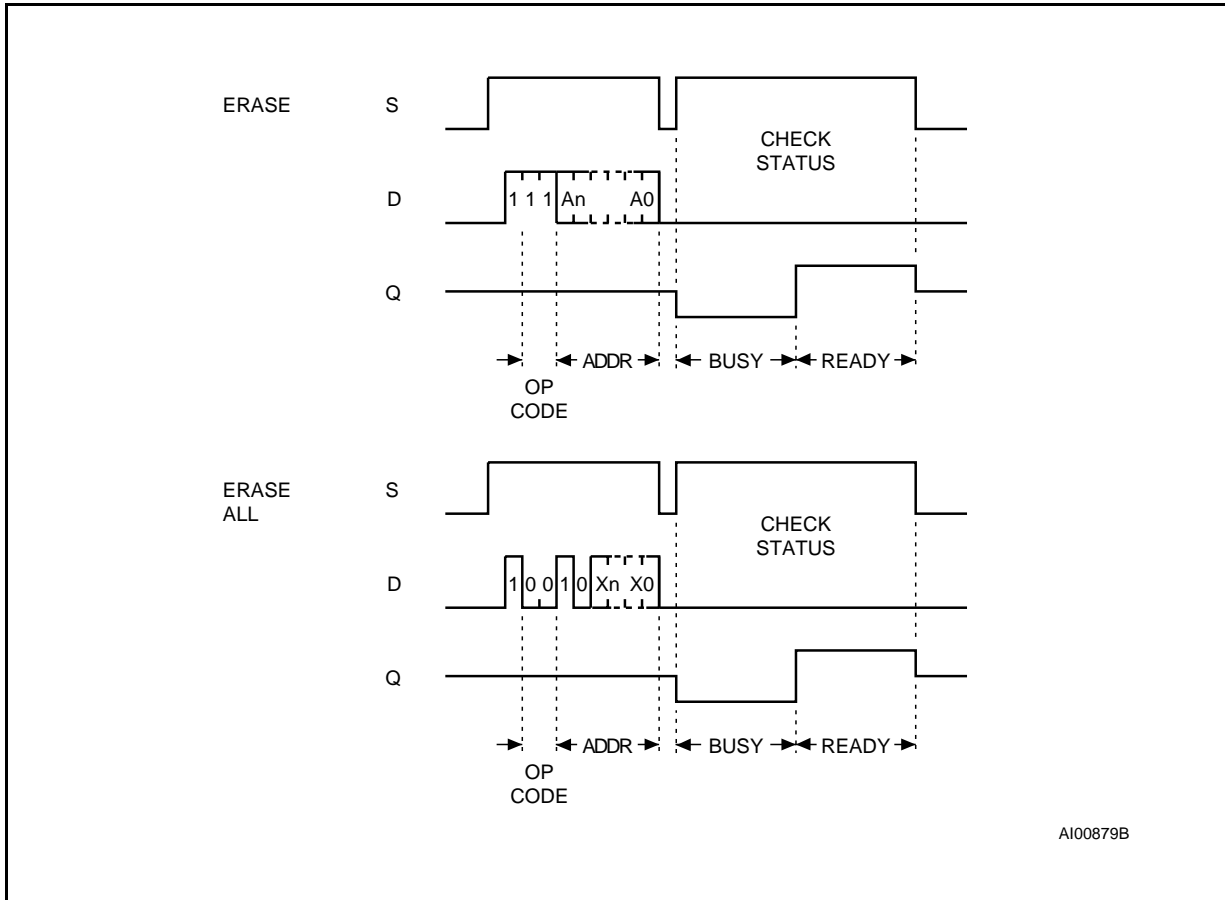 ERASE S
CHECK
STATUS
D 1 1 1 An A0
Q
ADDR BUSY READY
OP
CODE
ERASE
ALL
S
CHECK
STATUS
D 1 0 0 1 0 Xn X0
Q
ADDR BUSY READY
OP
CODE
AI00879B